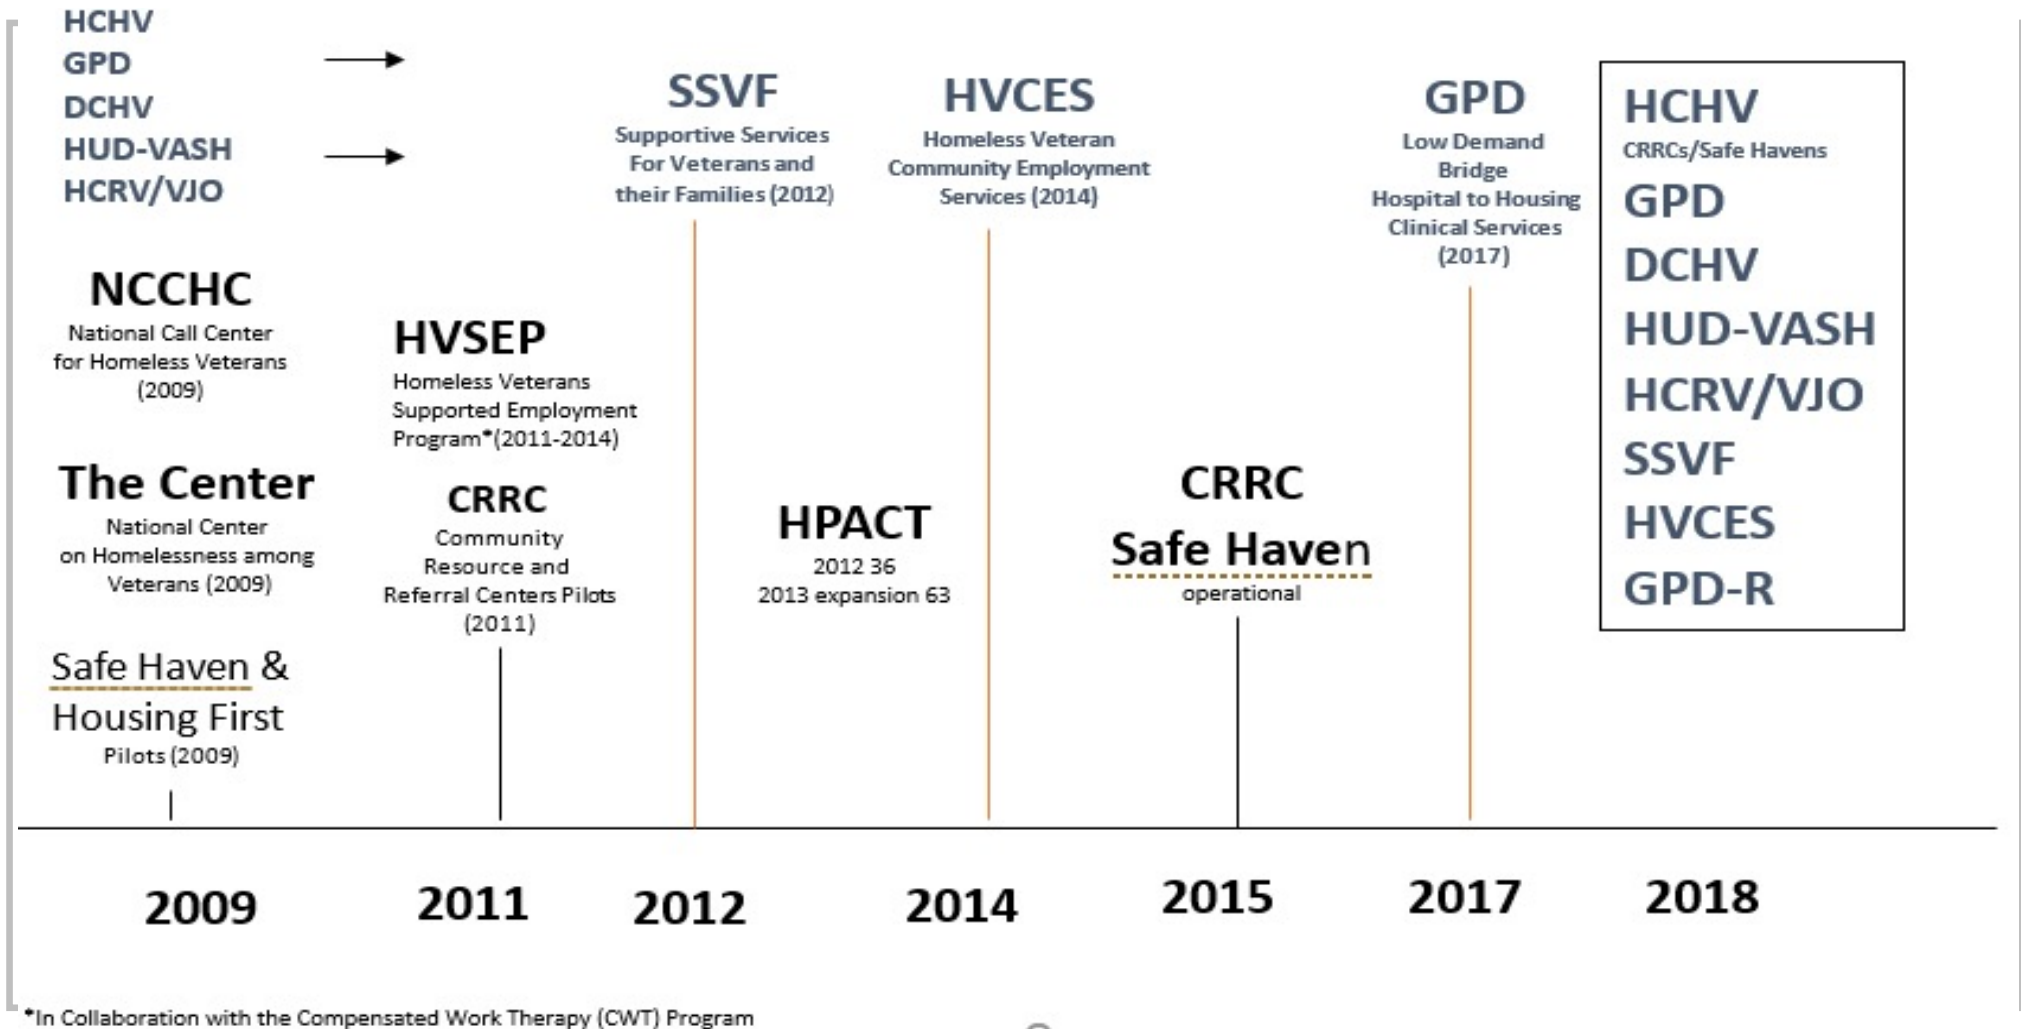 HCHV
GPD
DCHV
HUD-VASH
HCRV/VJO
NCCHC
National Call Center
for Homeless Veterans
(2009)
The Center
National Center
on Homelessness among
Veterans (2009)
Safe Haven &
Housing First
Pilots (2009)
HVSEP
Homeless Veterans
Supported Employment
Program*(2011-2014)
CRRC
Community
Resource and
Referral Centers Pilots
(2011)
SSVF
Supportive Services
For Veterans and
their Families (2012)
HPACT
2012 36
2013 expansion 63
HVCES
Homeless Veteran
Community Employment
Services (2014)
CRRC
Safe Haven
operational
GPD
Low Demand
Bridge
Hospital to Housing
Clinical Services
(2017)
HCHV
CRRCs/Safe Havens
GPD
DCHV
HUD-VASH
HCRV/VJO
SSVF
HVCES
GPD-R
2009
2011
2012
2014
2015
2017
2018
*In Collaboration with the Compensated Work Therapy (CWT) Program